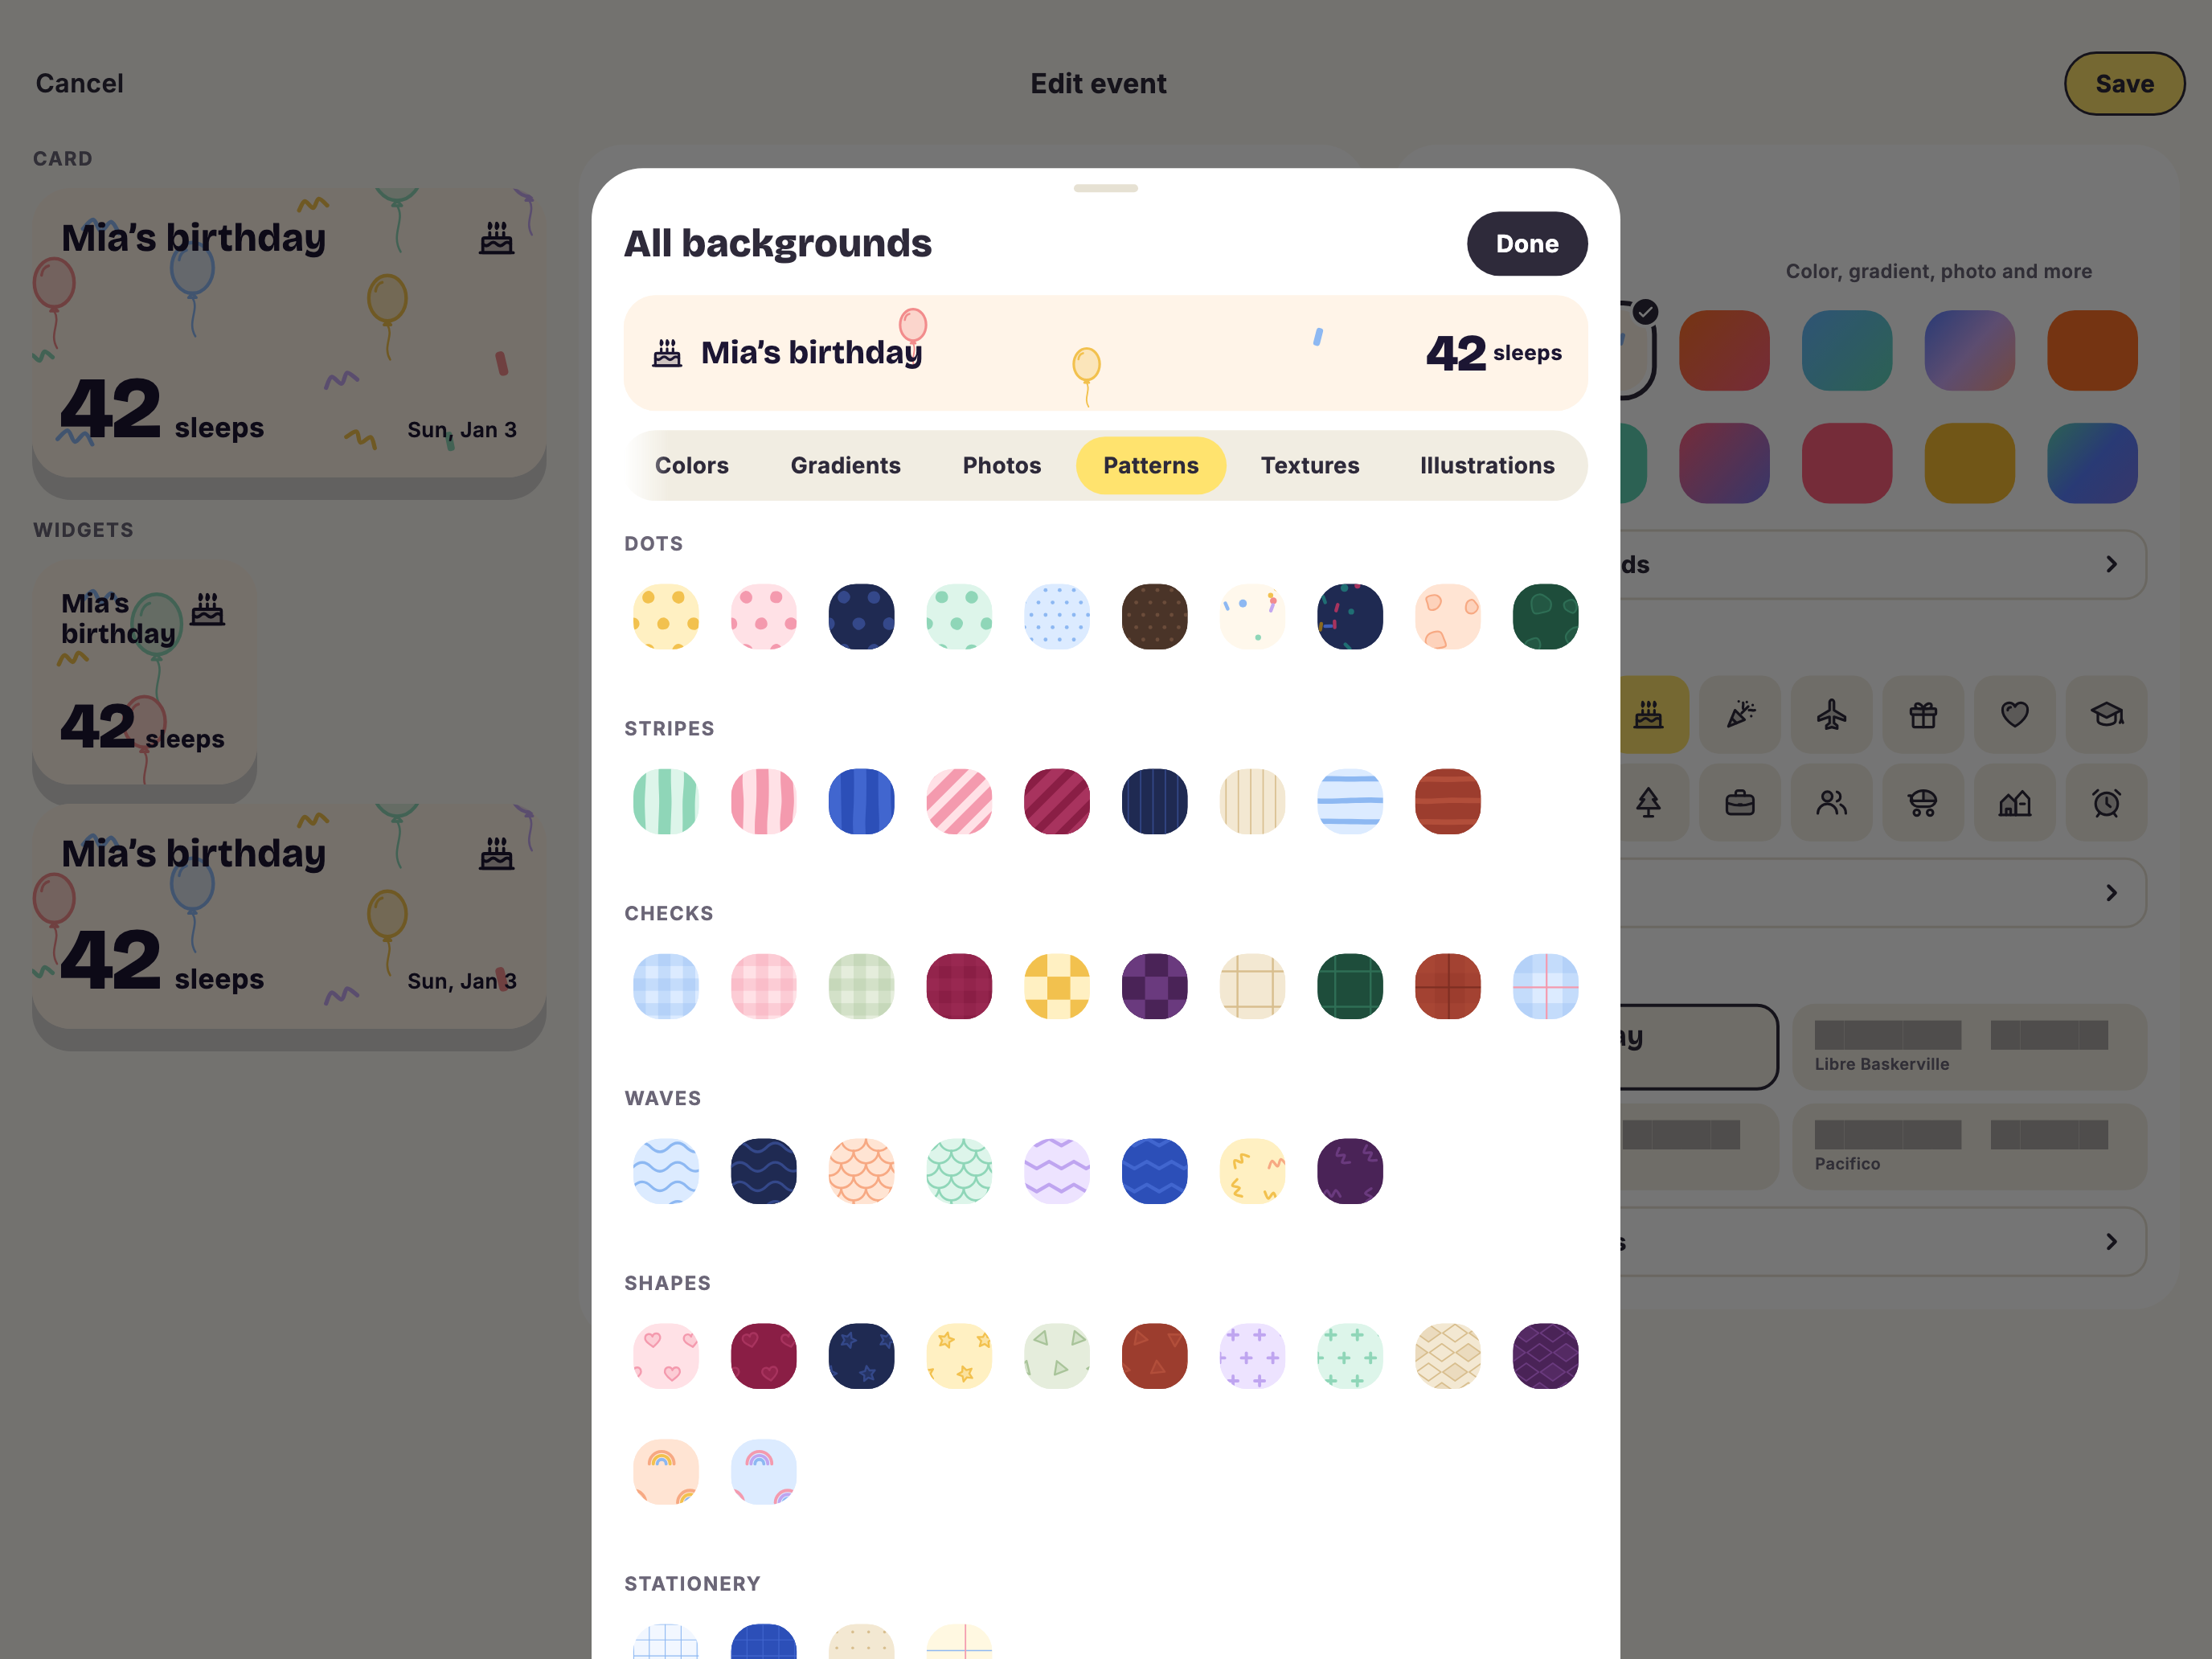 Cancel
Edit event
Save
CARD
Mia’s birthday
42 sleeps
Sun, Jan 3
WIDGETS
Mia’s
birthday
42 sleeps
Mia’s birthday
42 sleeps
Sun, Jan 3
All backgrounds
Done
Mia’s birthday
42 sleeps
Colors
Gradients
Photos
Patterns
Textures
Illustrations
DOTS
STRIPES
CHECKS
WAVES
SHAPES
STATIONERY
Color, gradient, photo and more
Libre Baskerville
Pacifico